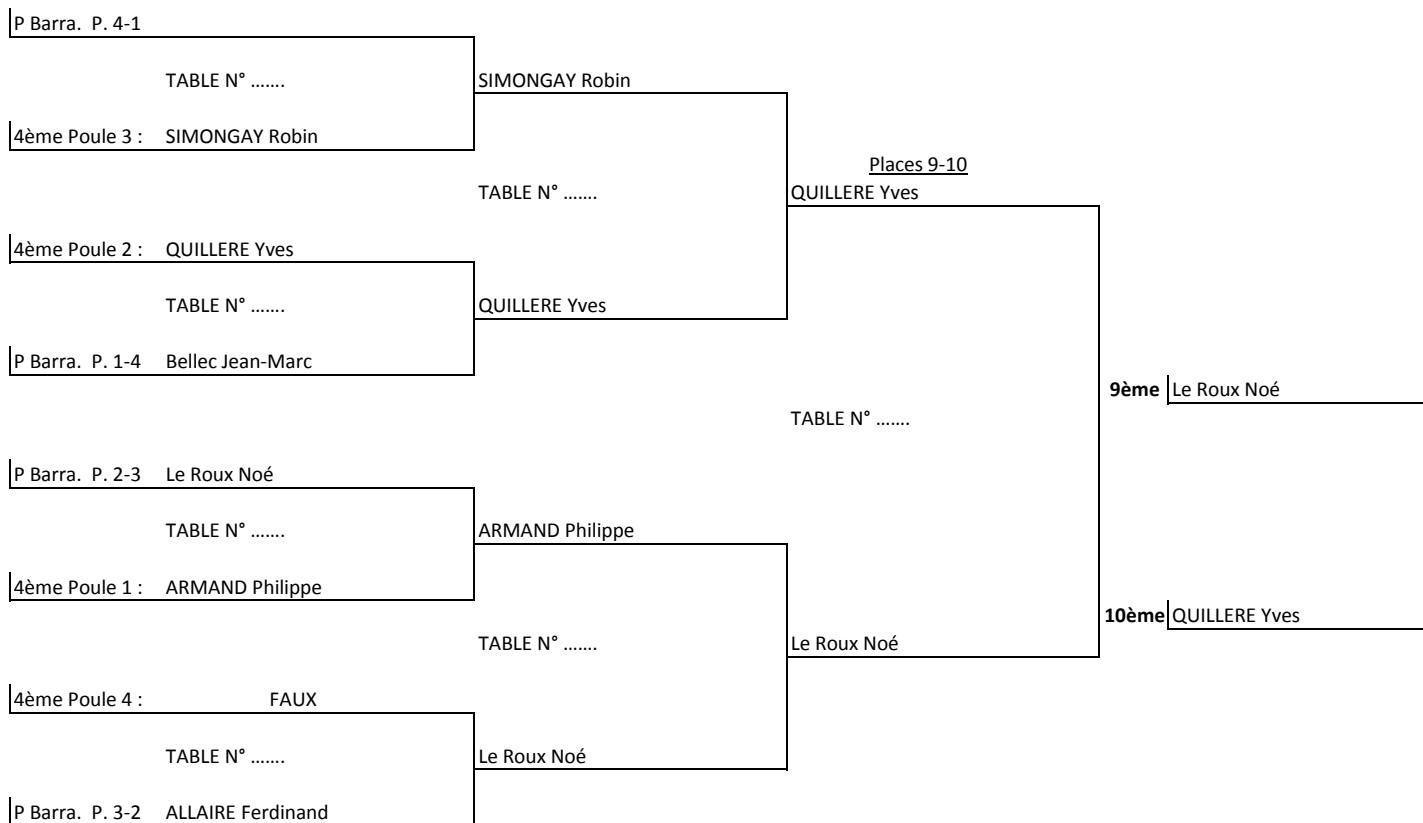 P Barra.  P. 4-1
TABLE N° ....... SIMONGAY Robin
4ème Poule 3 : SIMONGAY Robin
Places 9-10
TABLE N° ....... QUILLERE Yves
4ème Poule 2 : QUILLERE Yves
TABLE N° ....... QUILLERE Yves
P Barra.  P. 1-4 Bellec Jean-Marc
9ème Le Roux Noé
TABLE N° .......
P Barra.  P. 2-3 Le Roux Noé
TABLE N° ....... ARMAND Philippe
4ème Poule 1 : ARMAND Philippe
10ème QUILLERE Yves
TABLE N° ....... Le Roux Noé
4ème Poule 4 : FAUX
TABLE N° ....... Le Roux Noé
P Barra.  P. 3-2 ALLAIRE Ferdinand